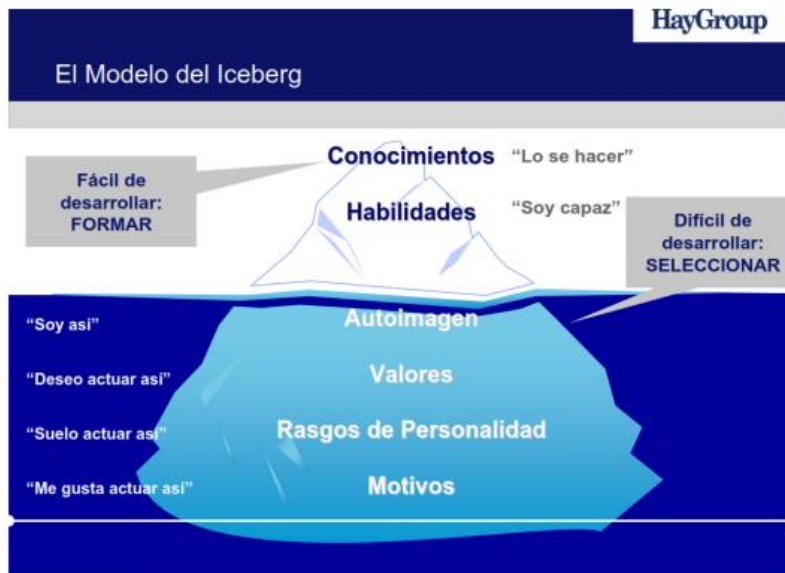 HayGroup
El Modelo del Iceberg
Conocimientos
“Lo se hacer”
Fácil de
desarrollar:
FORMAR
Habilidades
“Soy capaz”
Difícil de
desarrollar:
SELECCIONAR
“Soy así”
Autoimagen
“Deseo actuar así”
Valores
“Suelo actuar así”
Rasgos de Personalidad
“Me gusta actuar así”
Motivos